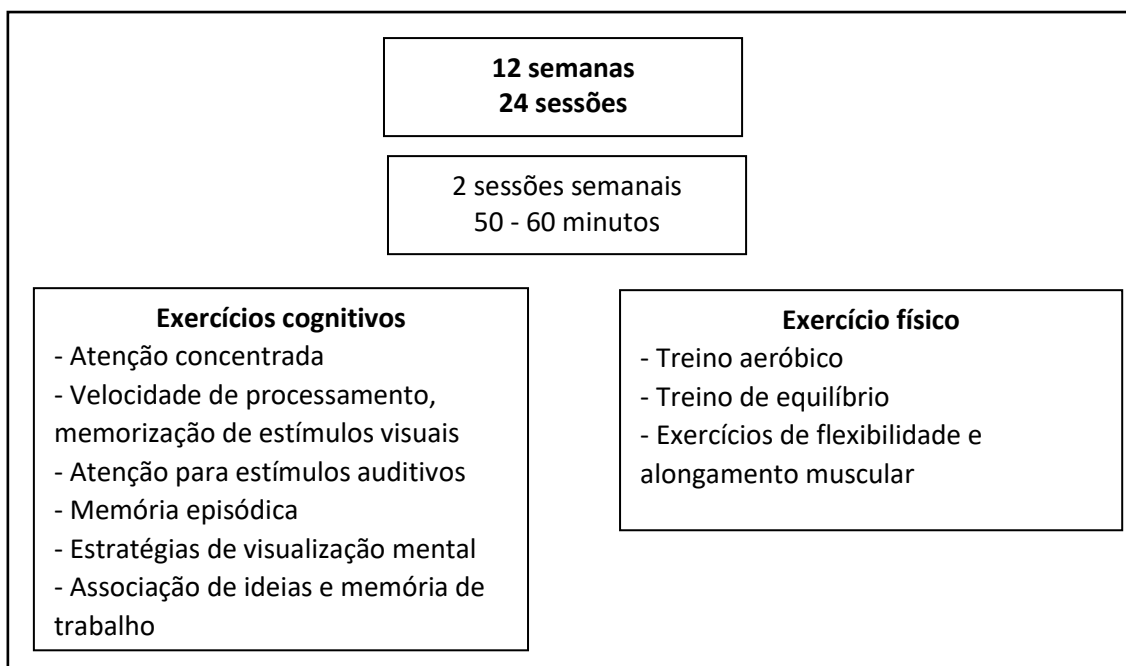 12 semanas
24 sessões
2 sessões semanais
50 - 60 minutos
Exercícios cognitivos
- Atenção concentrada
- Velocidade de processamento,
memorização de estímulos visuais
- Atenção para estímulos auditivos
- Memória episódica
- Estratégias de visualização mental
- Associação de ideias e memória de
trabalho
Exercício físico
- Treino aeróbico
- Treino de equilíbrio
- Exercícios de flexibilidade e
alongamento muscular